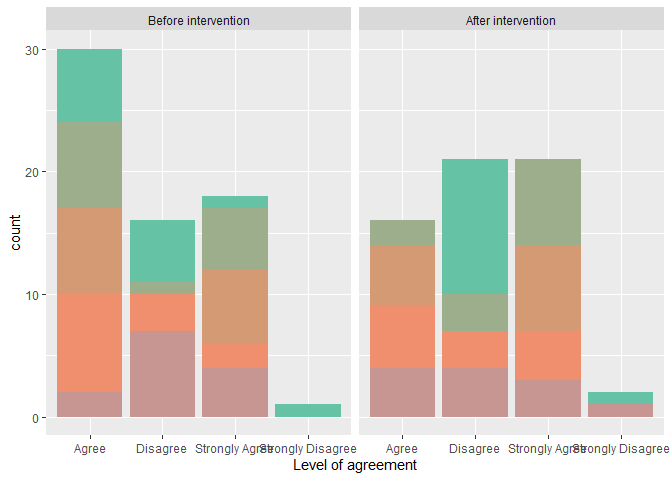 Before intervention After intervention
30
20
10
0
count
Agree Disagree Strongly Agree Strongly Disagree Agree Disagree Strongly Agree Strongly Disagree
Level of agreement